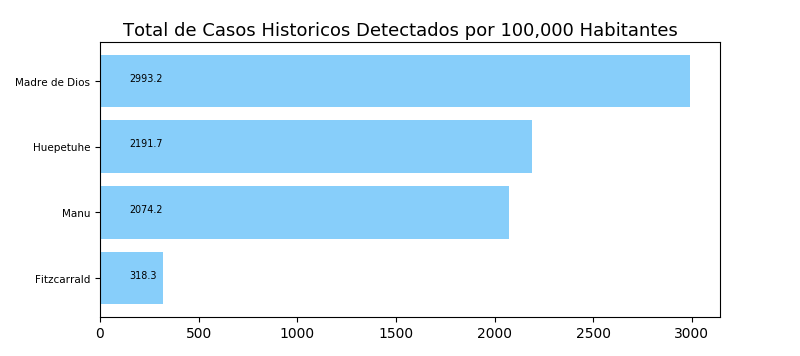 Total de Casos Historicos Detectados por 100,000 Habitantes
Madre de Dios 2993.2
Huepetuhe 2191.7
Manu 2074.2
Fitzcarrald 318.3
0 500 1000 1500 2000 2500 3000